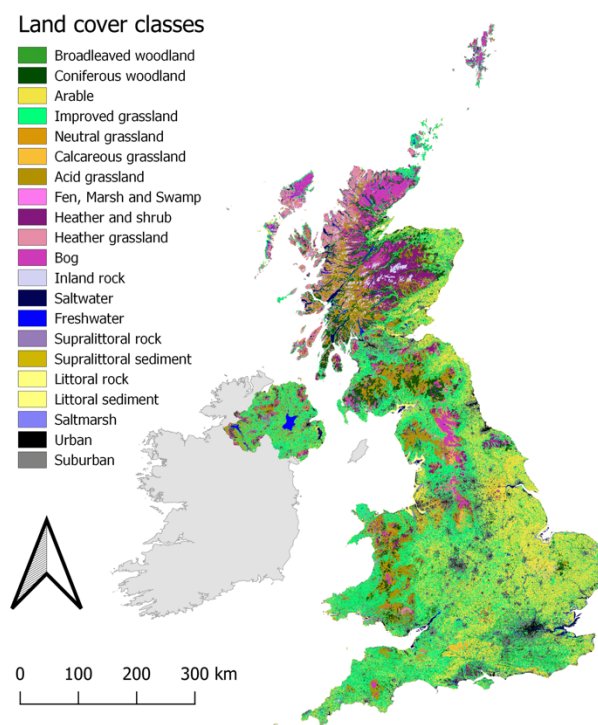 Land cover classes
Broadleaved woodland
Coniferous woodland
Arable
Improved grassland
Neutral grassland
Calcareous grassland
Acid grassland
Fen, Marsh and Swamp
Heather and shrub
Heather grassland
Bog
Inland rock
Saltwater
Freshwater
Supralittoral rock
Supralittoral sediment
Littoral rock
Littoral sediment
Saltmarsh
Urban
Suburban
0 100 200 300 km